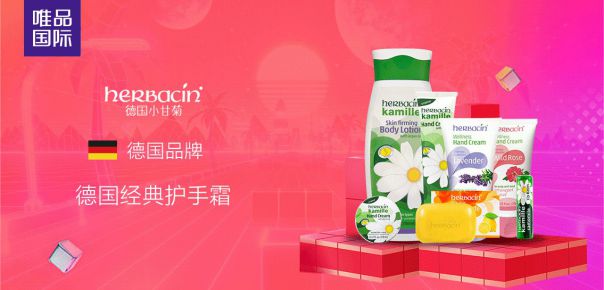 唯品
国际
herbacin
德国小甘菊
德国品牌
德国经典护手霜
herbacin
kamille
Skin firming
Body Lotion
herbacin
kamille
Hand Cream
herbacin
Wellness
Hand Cream
Lavender
herbacin
Wellness
Hand Cream
Wild Rose
herbacin
kamille
Hand Cream
herbacin
herbacin
kamille